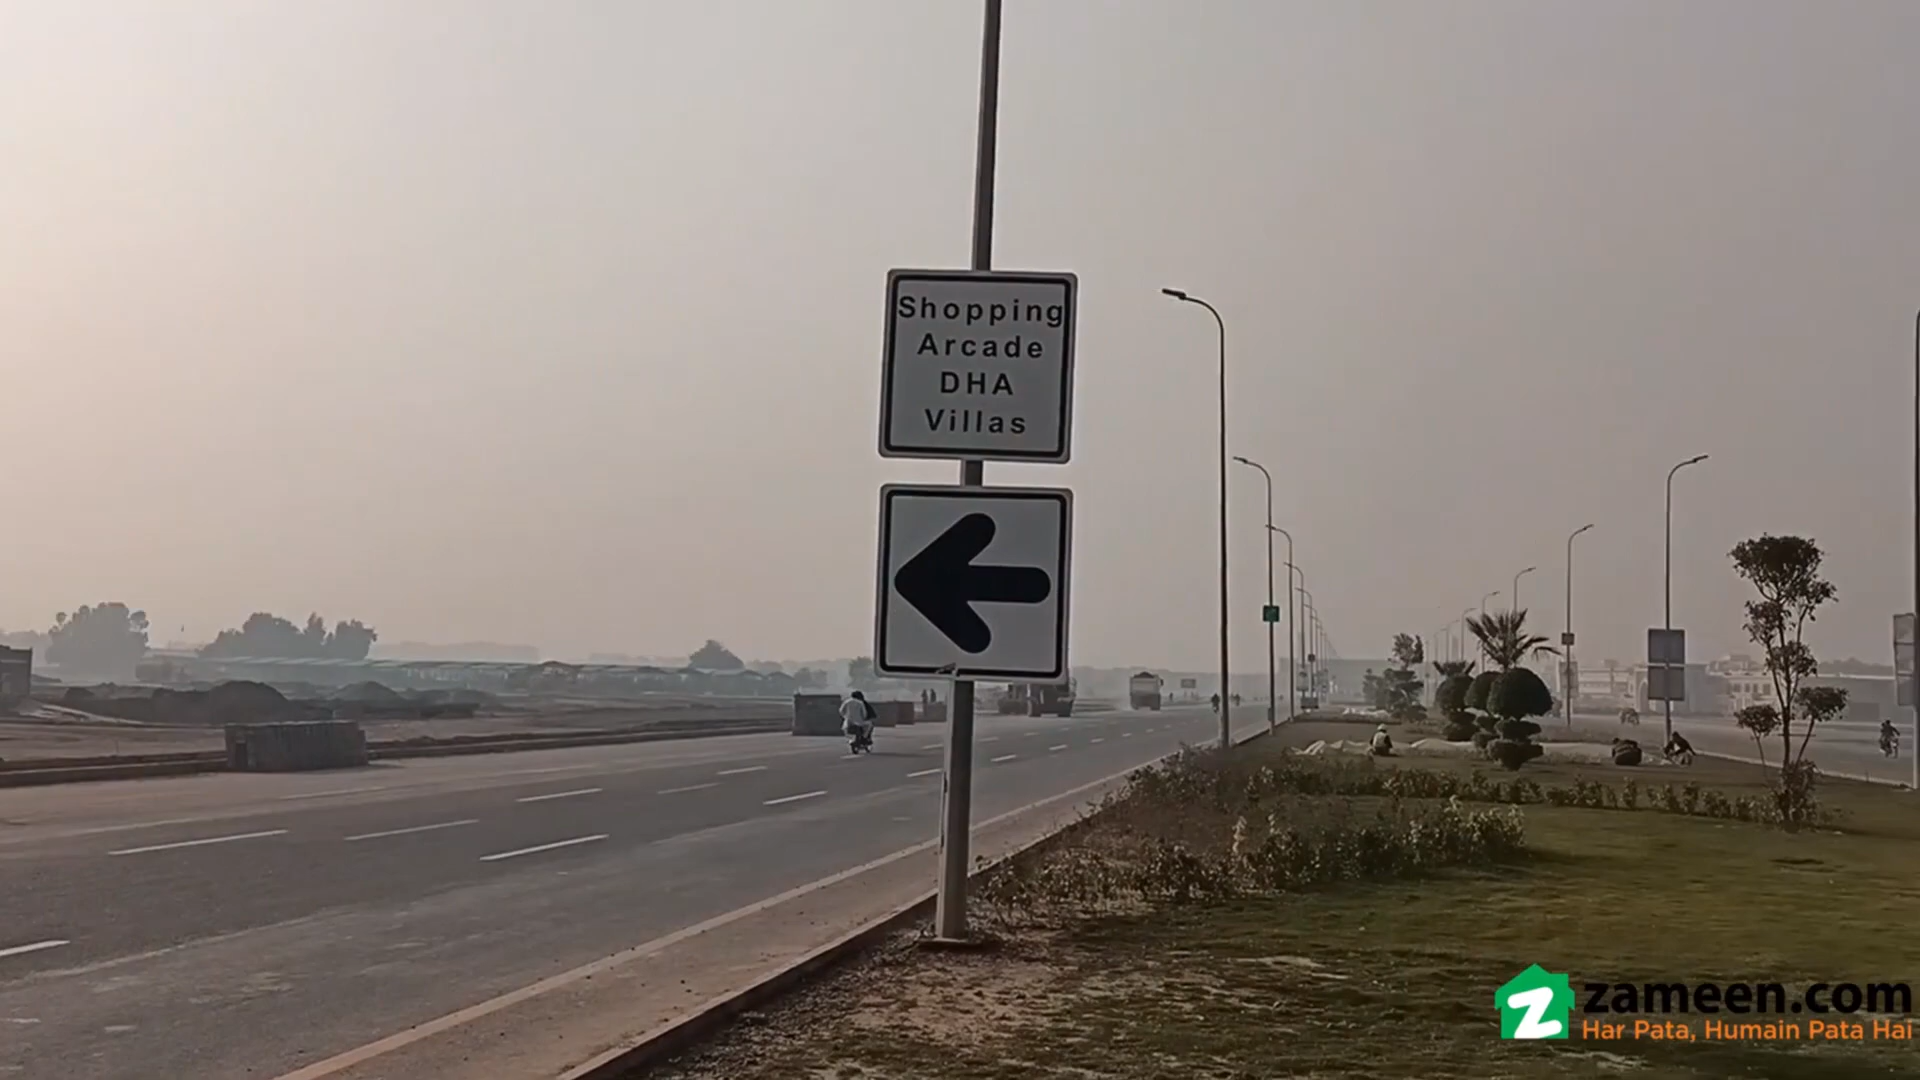 Shopping
Arcade
DHA
Villas
zameen.com
Har Pata, Humain Pata Hai